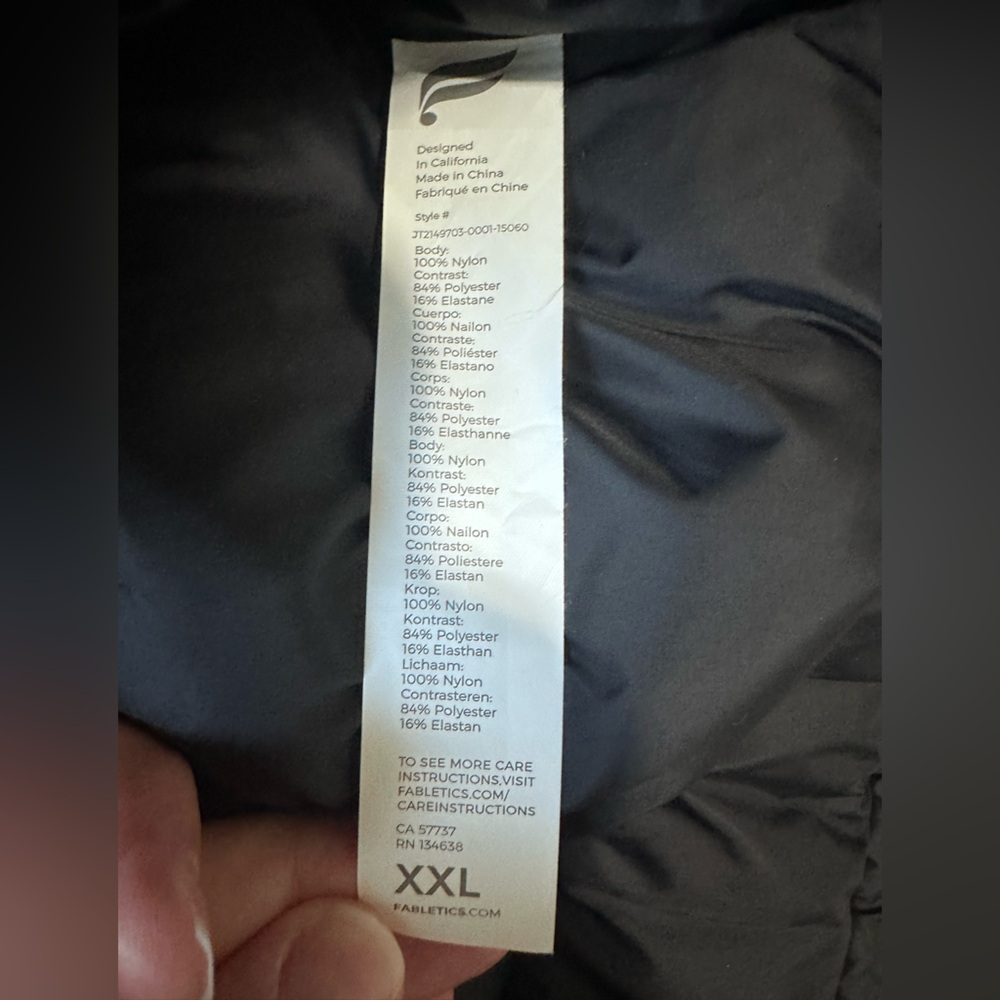 Designed
In California
Made in China
Fabriqué en Chine
Style #
JT2149703-0001-15060
Body:
100% Nylon
Contrast:
84% Polyester
16% Elastane
Cuerpo:
100% Nailon
Contraste:
84% Poliéster
16% Elastano
Corps:
100% Nylon
Contraste:
84% Polyester
16% Elasthanne
Body:
100% Nylon
Kontrast:
84% Polyester
16% Elastan
Corpo:
100% Nailon
Contrasto:
84% Poliestere
16% Elastan
Krop:
100% Nylon
Kontrast:
84% Polyester
16% Elasthan
Lichaam:
100% Nylon
Contrasteren:
84% Polyester
16% Elastan
TO SEE MORE CARE
INSTRUCTIONS,VISIT
FABLETICS.COM/
CAREINSTRUCTIONS
CA 57737
RN 134638
XXL
FABLETICS.COM